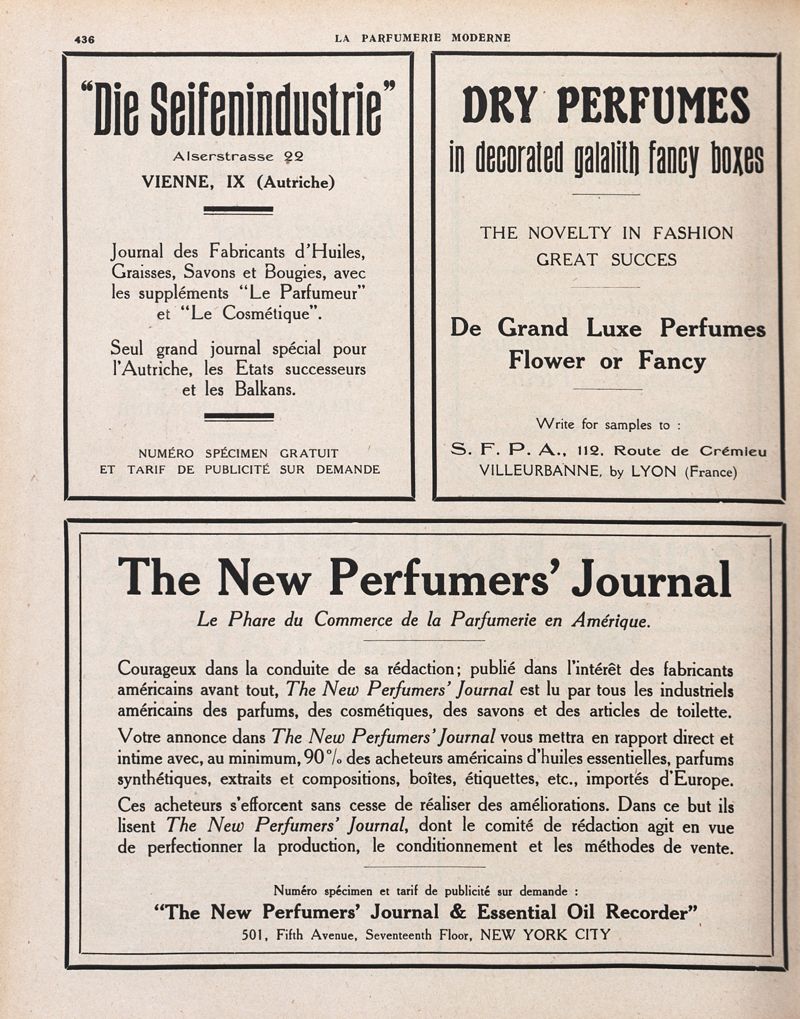 436
LA PARFUMERIE MODERNE
"Die Seifenindustrie"
Alserstrasse 22
VIENNE, IX (Autriche)
Journal des Fabricants d'Huiles,
Graisses, Savons et Bougies, avec
les suppléments "Le Parfumeur"
et "Le Cosmétique".
Seul grand journal spécial pour
l'Autriche, les Etats successeurs
et les Balkans.
NUMÉRO SPÉCIMEN GRATUIT
ET TARIF DE PUBLICITÉ SUR DEMANDE
DRY PERFUMES
in decorated galalith fancy boxes
THE NOVELTY IN FASHION
GREAT SUCCES
De Grand Luxe Perfumes
Flower or Fancy
Write for samples to :
S. F. P. A., 112, Route de Crémieu
VILLEURBANNE, by LYON (France)
The New Perfumers' Journal
Le Phare du Commerce de la Parfumerie en Amérique.
Courageux dans la conduite de sa rédaction; publié dans l'intérêt des fabricants
américains avant tout, The New Perfumers' Journal est lu par tous les industriels
américains des parfums, des cosmétiques, des savons et des articles de toilette.
Votre annonce dans The New Perfumers' Journal vous mettra en rapport direct et
intime avec, au minimum, 90 % des acheteurs américains d'huiles essentielles, parfums
synthétiques, extraits et compositions, boîtes, étiquettes, etc., importés d'Europe.
Ces acheteurs s'efforcent sans cesse de réaliser des améliorations. Dans ce but ils
lisent The New Perfumers' Journal, dont le comité de rédaction agit en vue
de perfectionner la production, le conditionnement et les méthodes de vente.
Numéro spécimen et tarif de publicité sur demande :
"The New Perfumers' Journal & Essential Oil Recorder"
501, Fifth Avenue, Seventeenth Floor, NEW YORK CITY